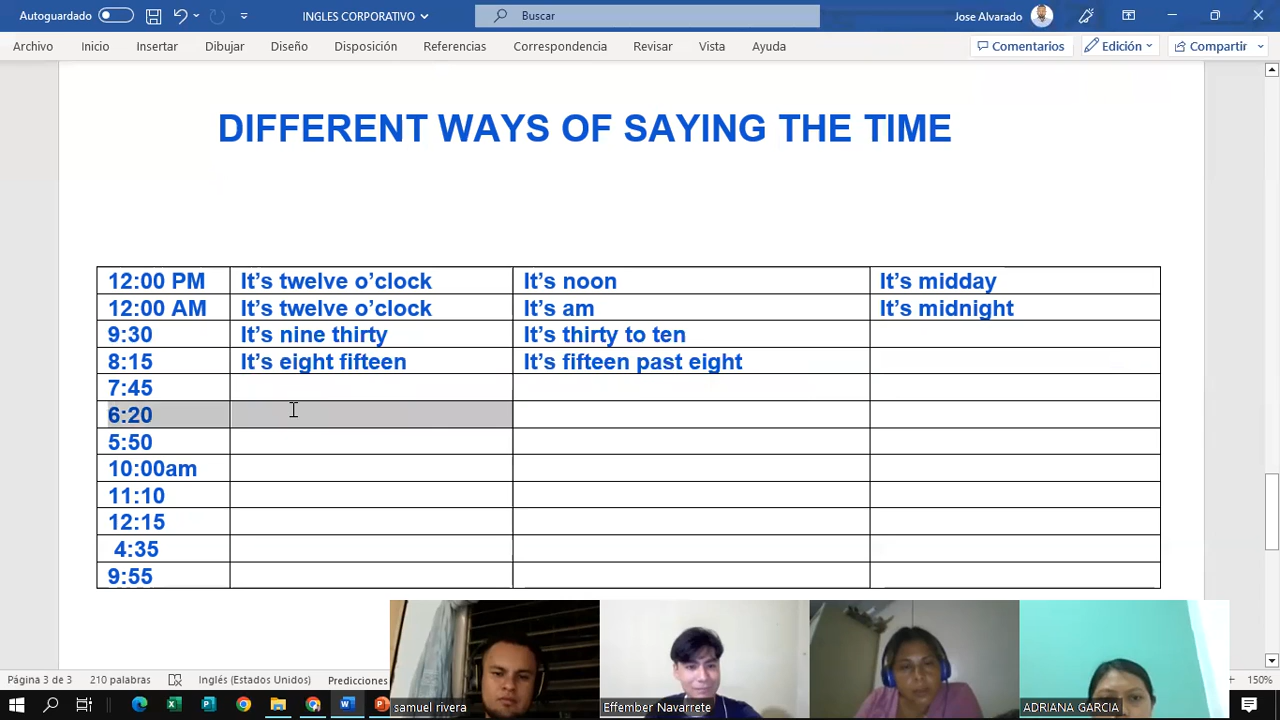 Autoguardado INGLES CORPORATIVO Buscar Jose Alvarado
Archivo Inicio Insertar Dibujar Diseño Disposición Referencias Correspondencia Revisar Vista Ayuda Comentarios Edición Compartir
DIFFERENT WAYS OF SAYING THE TIME
12:00 PM It’s twelve o’clock It’s noon It’s midday
12:00 AM It’s twelve o’clock It’s am It’s midnight
9:30 It’s nine thirty It’s thirty to ten
8:15 It’s eight fifteen It’s fifteen past eight
7:45
6:20
5:50
10:00am
11:10
12:15
4:35
9:55
samuel rivera Effember Navarrete ADRIANA GARCIA
Página 3 de 3 210 palabras Inglés (Estados Unidos) Predicciones 150%